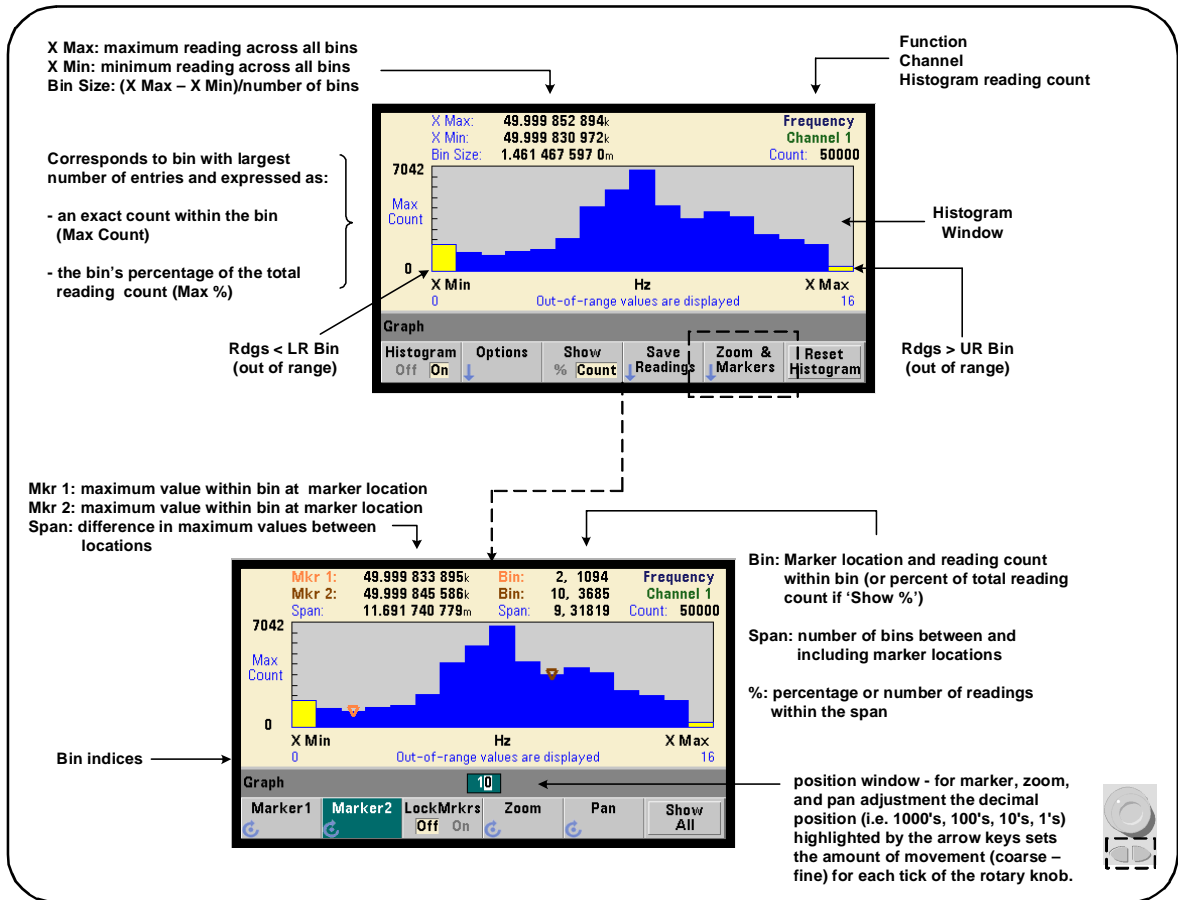 X Max: maximum reading across all bins
X Min: minimum reading across all bins
Bin Size: (X Max – X Min)/number of bins
Function
Channel
Histogram reading count
X Max: 49.999 852 894k Frequency
X Min: 49.999 830 972k Channel 1
Bin Size: 1.461 467 597 0m Count: 50000
Corresponds to bin with largest
number of entries and expressed as:
- an exact count within the bin
(Max Count)
- the bin's percentage of the total
reading count (Max %)
7042
Max
Count
0
X Min Hz X Max
0 Out-of-range values are displayed 16
Histogram
Window
Graph
Histogram Options Show Save Zoom & Reset
Off On % Count Readings Markers Histogram
Rdgs < LR Bin
(out of range)
Rdgs > UR Bin
(out of range)
Mkr 1: maximum value within bin at marker location
Mkr 2: maximum value within bin at marker location
Span: difference in maximum values between
locations
Mkr 1: 49.999 833 895k Bin: 2, 1094 Frequency
Mkr 2: 49.999 845 586k Bin: 10, 3685 Channel 1
Span: 11.691 740 779m Span: 9, 31819 Count: 50000
7042
Max
Count
0
X Min Hz X Max
0 Out-of-range values are displayed 16
Graph 10
Marker1 Marker2 LockMrkrs Zoom Pan Show
Off On All
Bin: Marker location and reading count
within bin (or percent of total reading
count if 'Show %')
Span: number of bins between and
including marker locations
%: percentage or number of readings
within the span
Bin indices
position window - for marker, zoom,
and pan adjustment the decimal
position (i.e. 1000's, 100's, 10's, 1's)
highlighted by the arrow keys sets
the amount of movement (coarse –
fine) for each tick of the rotary knob.